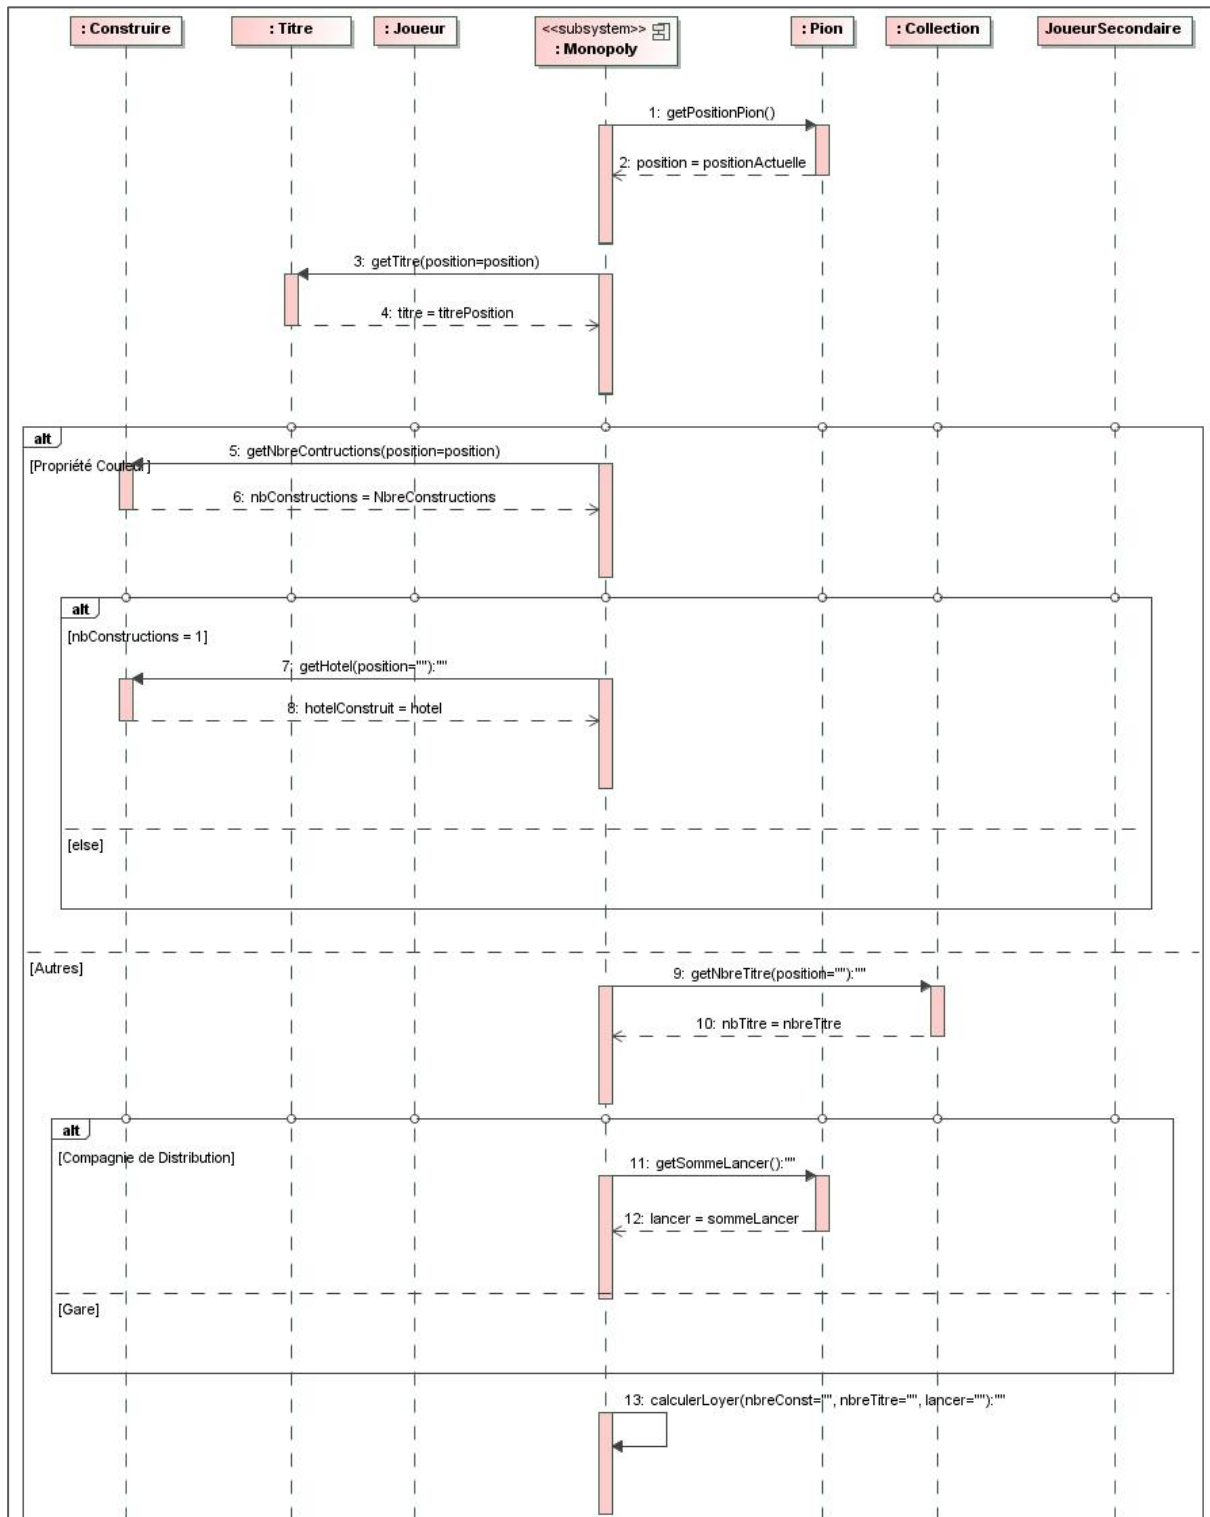 : Construire
: Titre
: Joueur
<<subsystem>>
: Monopoly
: Pion
: Collection
JoueurSecondaire
1: getPositionPion()
2: position = positionActuelle
3: getTitre(position=position)
4: titre = titrePosition
alt
[Propriété Couleur]
5: getNbreContructions(position=position)
6: nbConstructions = NbreConstructions
alt
[nbConstructions = 1]
7: getHotel(position=""):""
8: hotelConstruit = hotel
[else]
[Autres]
9: getNbreTitre(position=""):""
10: nbTitre = nbreTitre
alt
[Compagnie de Distribution]
11: getSommeLancer():""
12: lancer = sommeLancer
[Gare]
13: calculerLoyer(nbreConst="", nbreTitre="", lancer=""):""